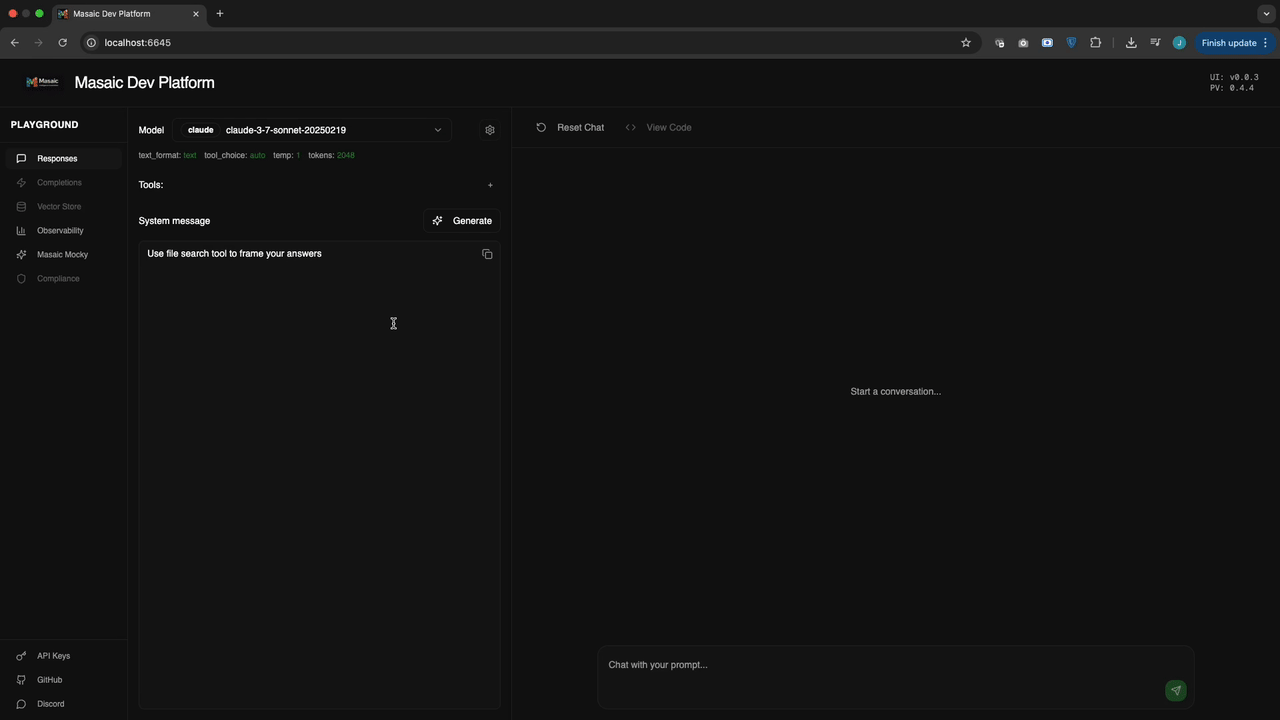 Masaic Dev Platform
localhost:6645
Finish update
Masaic
Masaic Dev Platform
UI: v0.0.3
PV: 0.4.4
PLAYGROUND
Responses
Completions
Vector Store
Observability
Masaic Mocky
Compliance
API Keys
GitHub
Discord
Model claude claude-3-7-sonnet-20250219
text_format: text tool_choice: auto temp: 1 tokens: 2048
Tools:
System message
Generate
Use file search tool to frame your answers
Reset Chat
View Code
Start a conversation...
Chat with your prompt...
J